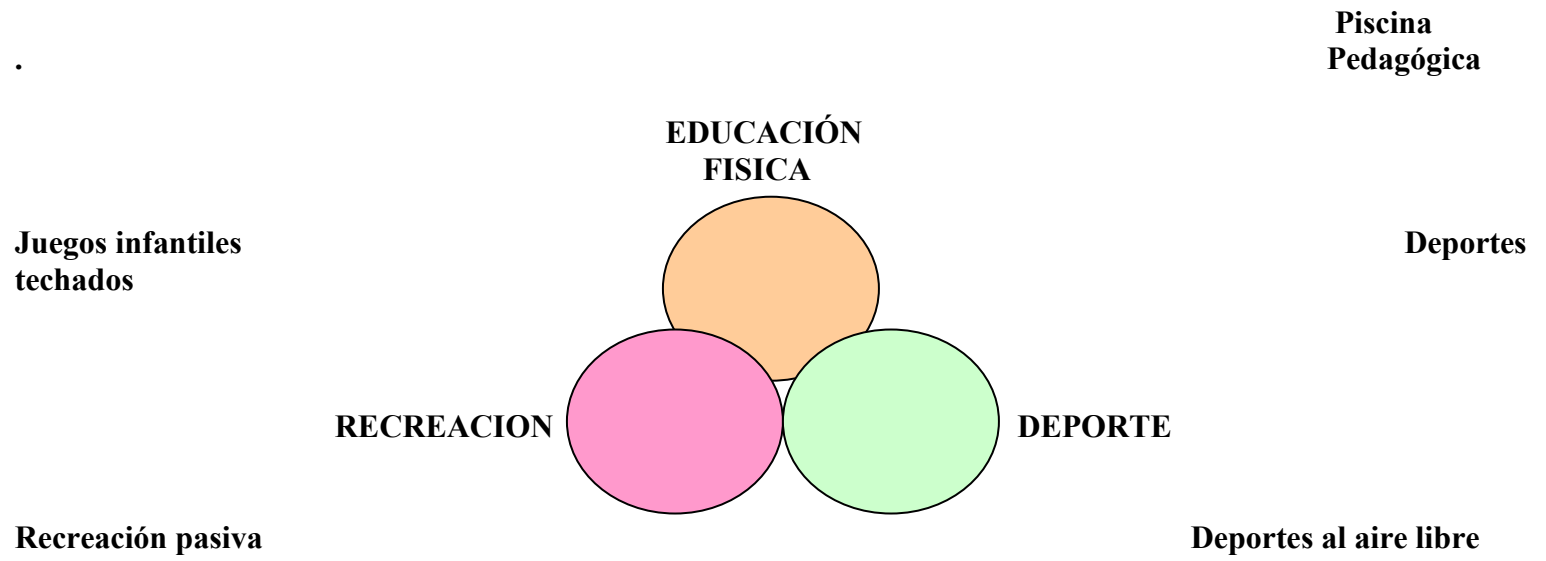 Piscina
. Pedagógica
EDUCACIÓN
FISICA
Juegos infantiles Deportes
techados
RECREACION DEPORTE
Recreación pasiva Deportes al aire libre